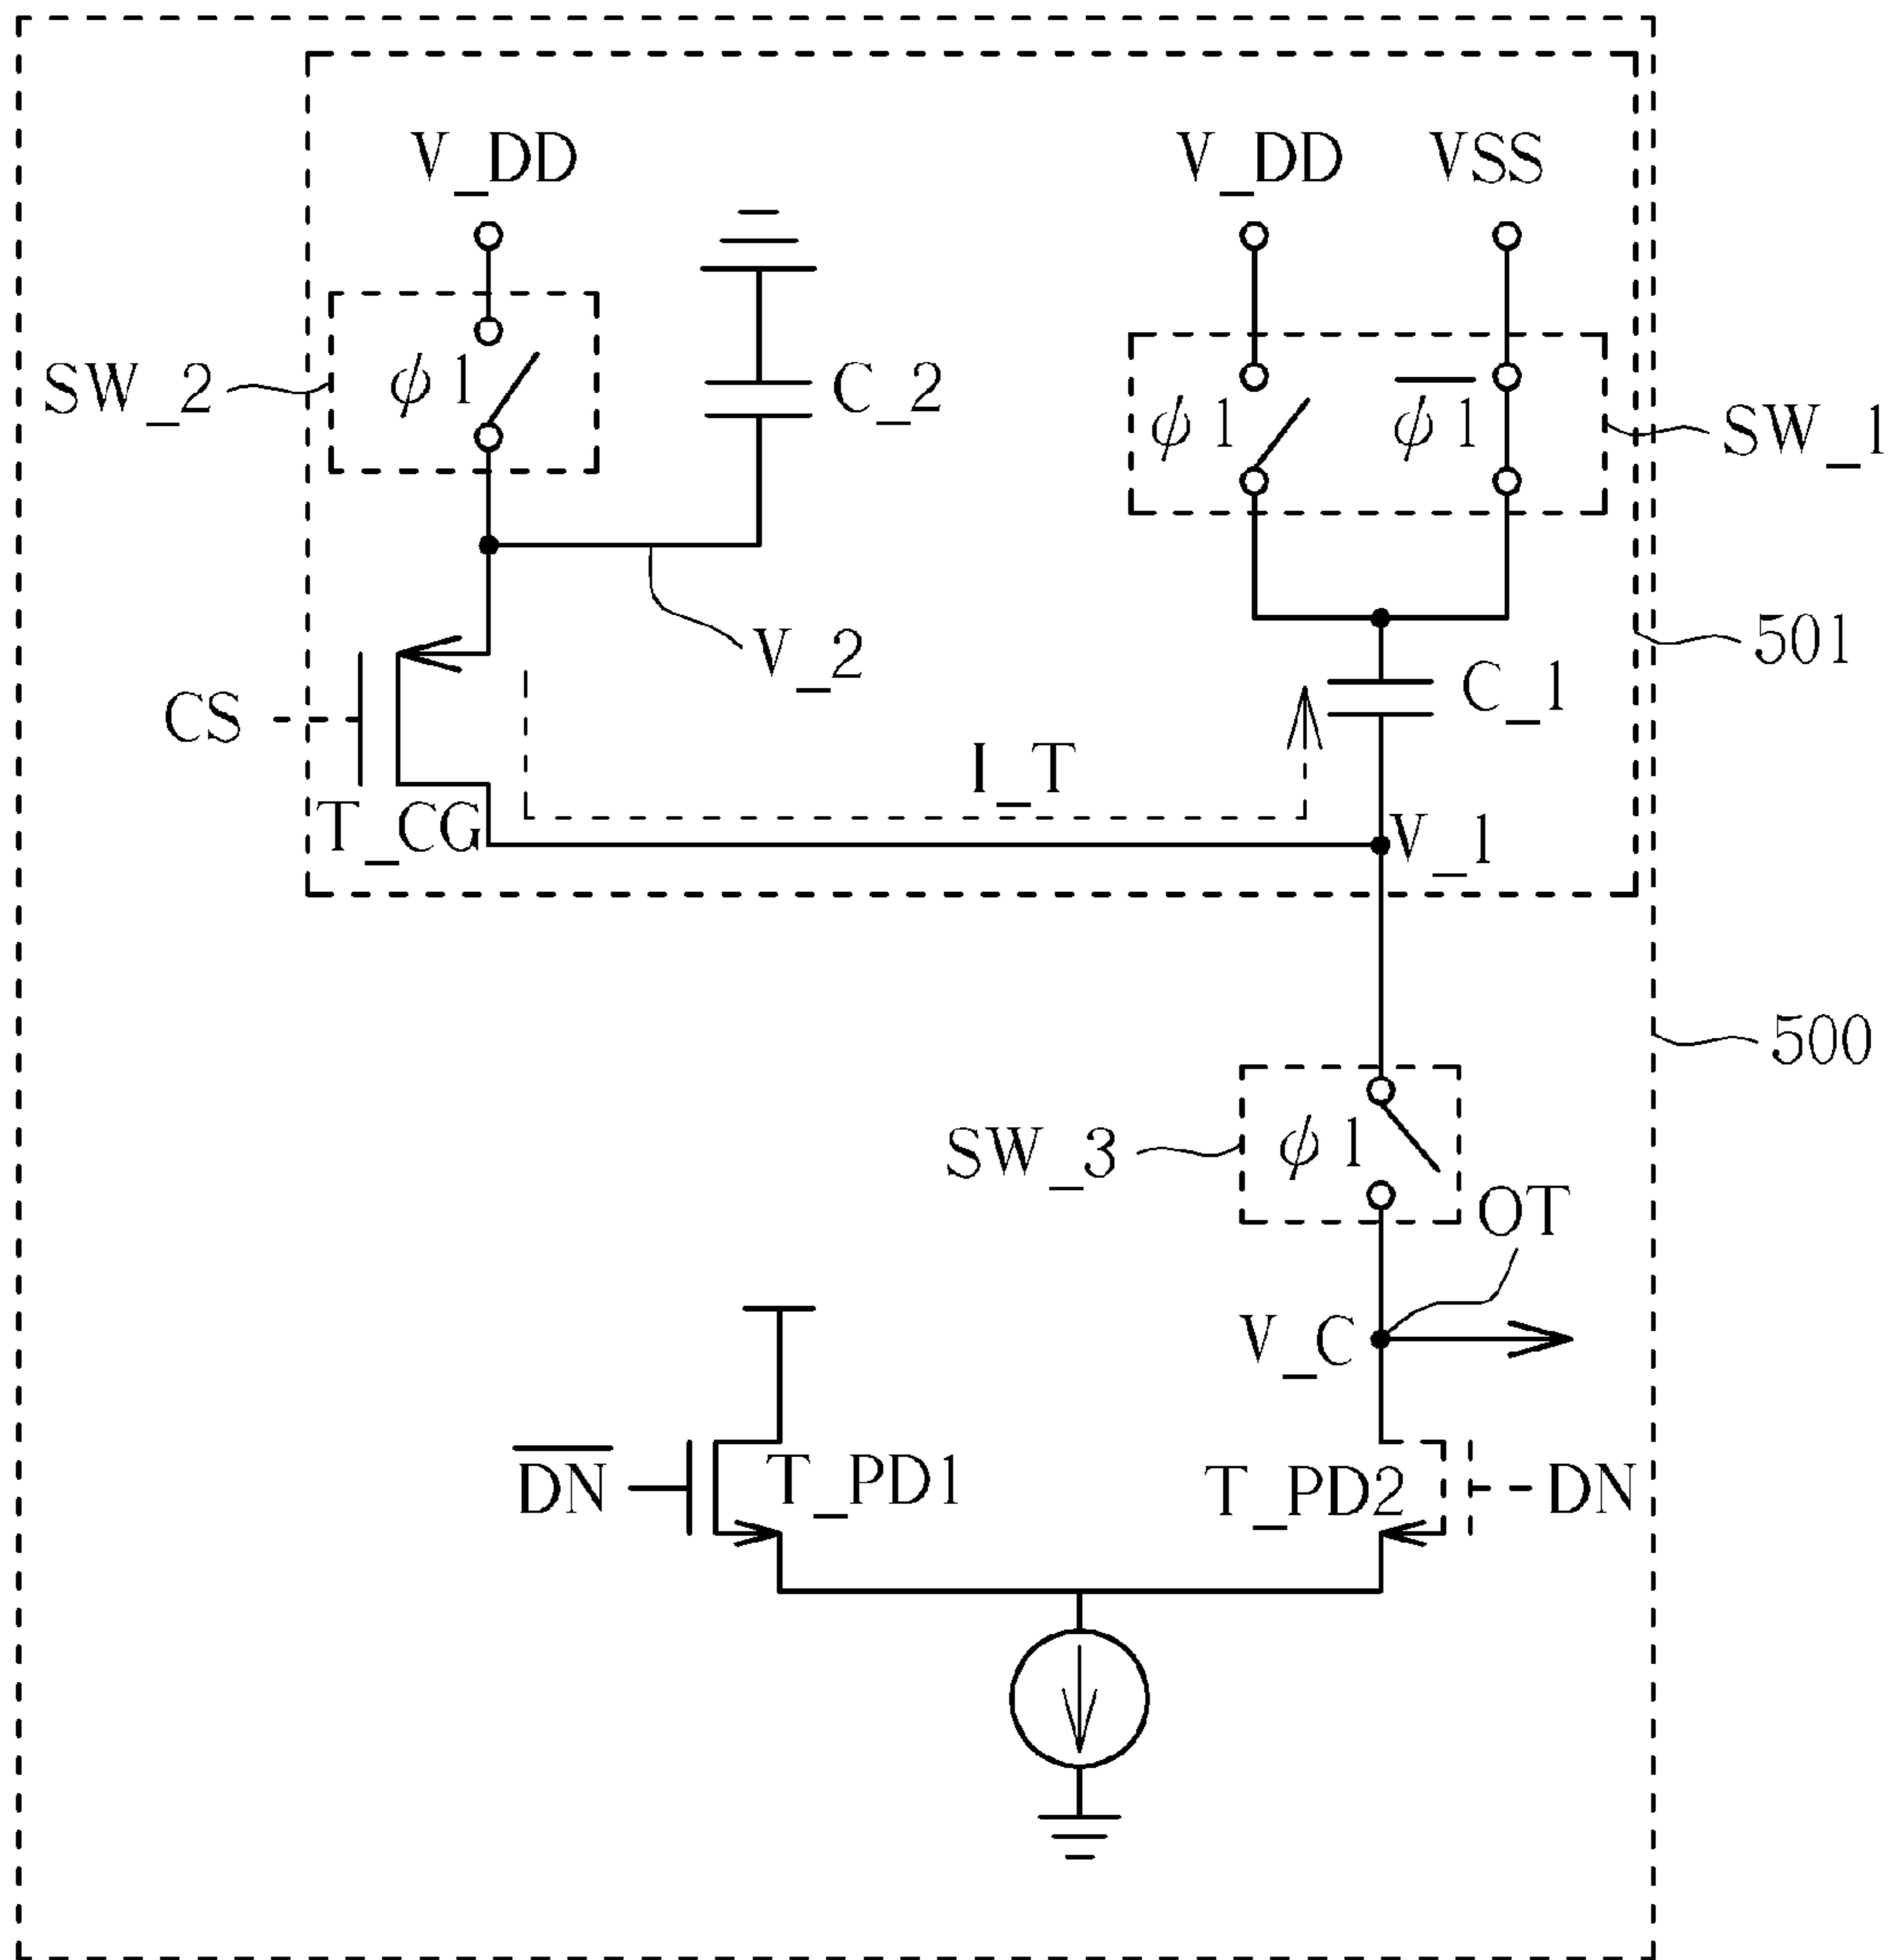 V_DD
V_DD
VSS
SW_2
ϕ1
C_2
ϕ1
ϕ1̅
SW_1
V_2
501
CS
C_1
I_T
T_CG
V_1
500
SW_3
ϕ1
OT
V_C
D̅N̅
T_PD1
T_PD2
DN